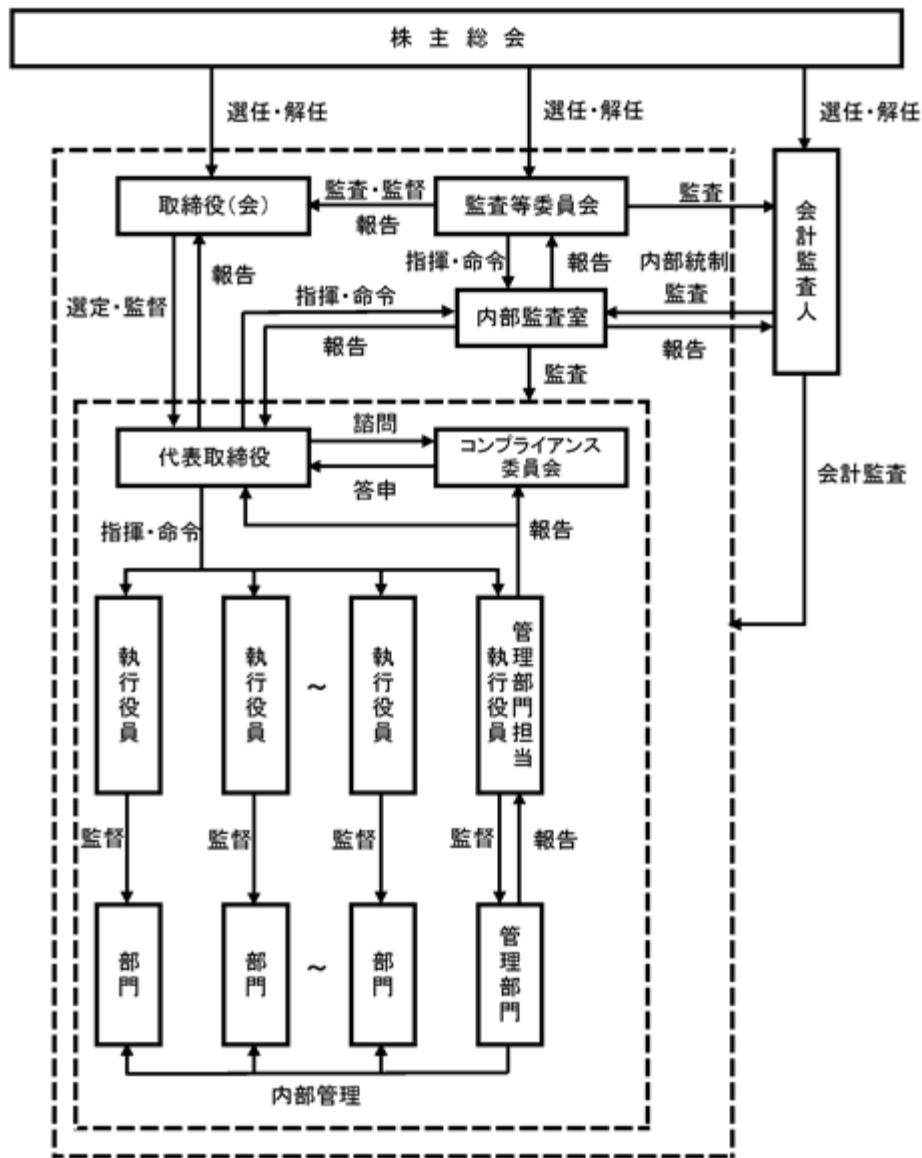 株主総会
選任・解任
選任・解任
選任・解任
取締役(会)
監査・監督
報告
監査等委員会
監査
会計監査人
選定・監督
報告
指揮・命令
報告
内部統制
監査
指揮・命令
報告
内部監査室
報告
監査
代表取締役
諮問
答申
コンプライアンス
委員会
会計監査
指揮・命令
報告
執行役員
執行役員
～
執行役員
管理部門担当
執行役員
監督
監督
監督
監督
報告
部門
部門
～
部門
管理部門
内部管理